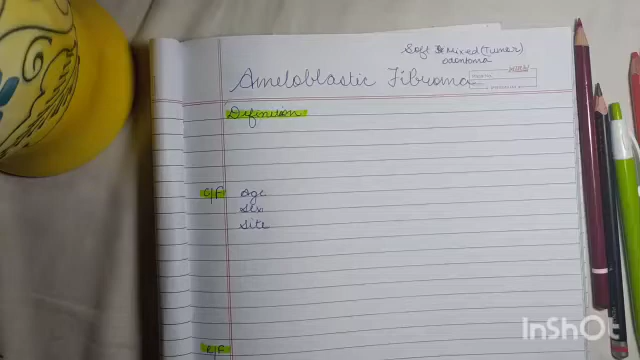 Soft Mixed (Tumor)
odontoma
Ameloblastic Fibroma
Definition
C/F Age
Sex
Site
InShOt